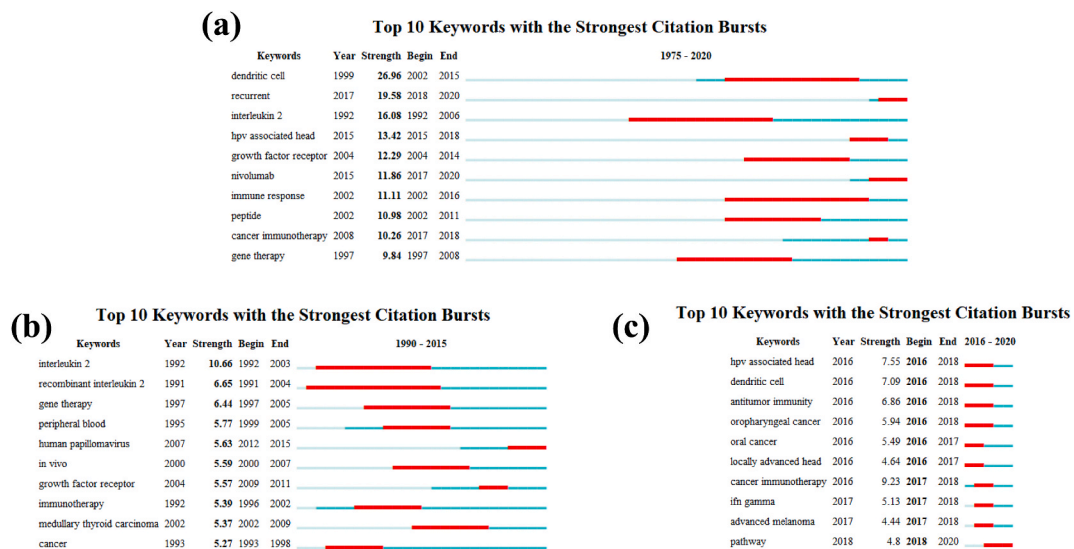 (a)
Top 10 Keywords with the Strongest Citation Bursts
Keywords Year Strength Begin End 1975 - 2020
dendritic cell 1999 26.96 2002 2015
recurrent 2017 19.58 2018 2020
interleukin 2 1992 16.08 1992 2006
hpv associated head 2015 13.42 2015 2018
growth factor receptor 2004 12.29 2004 2014
nivolumab 2015 11.86 2017 2020
immune response 2002 11.11 2002 2016
peptide 2002 10.98 2002 2011
cancer immunotherapy 2008 10.26 2017 2018
gene therapy 1997 9.84 1997 2008
(b)
Top 10 Keywords with the Strongest Citation Bursts
Keywords Year Strength Begin End 1990 - 2015
interleukin 2 1992 10.66 1992 2003
recombinant interleukin 2 1991 6.65 1991 2004
gene therapy 1997 6.44 1997 2005
peripheral blood 1995 5.77 1999 2005
human papillomavirus 2007 5.63 2012 2015
in vivo 2000 5.59 2000 2007
growth factor receptor 2004 5.57 2009 2011
immunotherapy 1992 5.39 1996 2002
medullary thyroid carcinoma 2002 5.37 2002 2009
cancer 1993 5.27 1993 1998
(c)
Top 10 Keywords with the Strongest Citation Bursts
Keywords Year Strength Begin End 2016 - 2020
hpv associated head 2016 7.55 2016 2018
dendritic cell 2016 7.09 2016 2018
antitumor immunity 2016 6.86 2016 2018
oropharyngeal cancer 2016 5.94 2016 2018
oral cancer 2016 5.49 2016 2017
locally advanced head 2016 4.64 2016 2017
cancer immunotherapy 2016 9.23 2017 2018
ifn gamma 2017 5.13 2017 2018
advanced melanoma 2017 4.44 2017 2018
pathway 2018 4.8 2018 2020